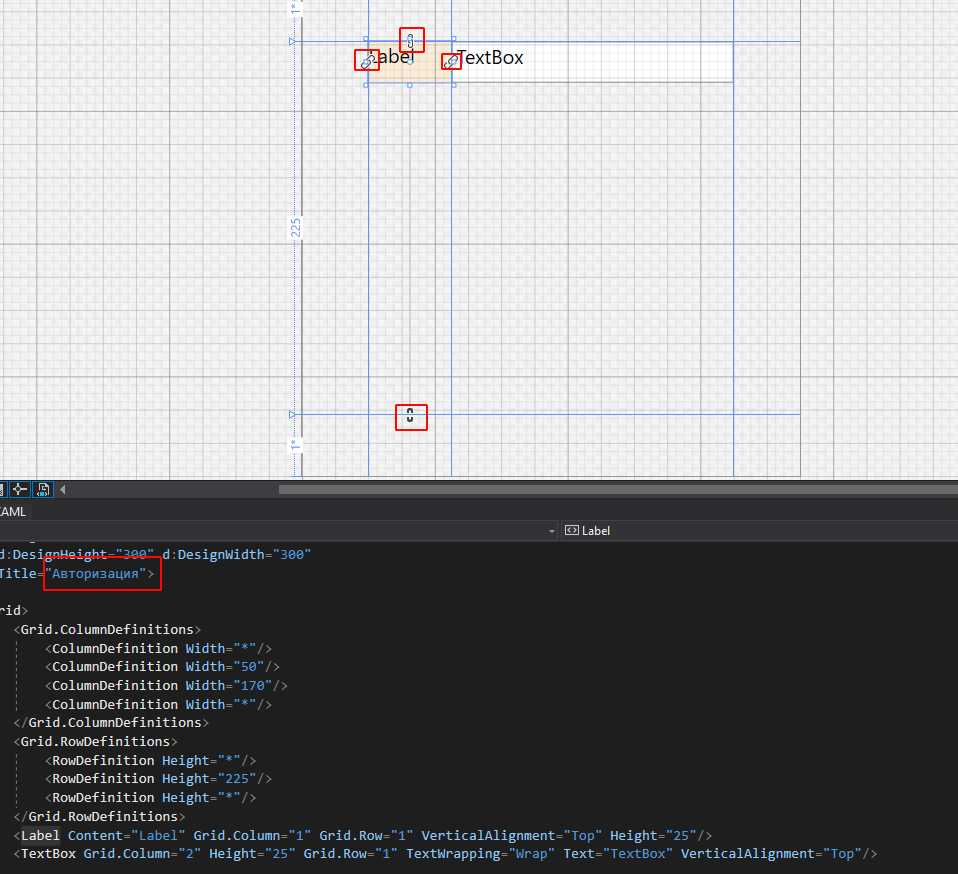 1*
Label TextBox
225
1*
XAML
Label
d:DesignHeight="300" d:DesignWidth="300"
Title="Авторизация">
rid>
<Grid.ColumnDefinitions>
<ColumnDefinition Width="*"/>
<ColumnDefinition Width="50"/>
<ColumnDefinition Width="170"/>
<ColumnDefinition Width="*"/>
</Grid.ColumnDefinitions>
<Grid.RowDefinitions>
<RowDefinition Height="*"/>
<RowDefinition Height="225"/>
<RowDefinition Height="*"/>
</Grid.RowDefinitions>
<Label Content="Label" Grid.Column="1" Grid.Row="1" VerticalAlignment="Top" Height="25"/>
<TextBox Grid.Column="2" Height="25" Grid.Row="1" TextWrapping="Wrap" Text="TextBox" VerticalAlignment="Top"/>